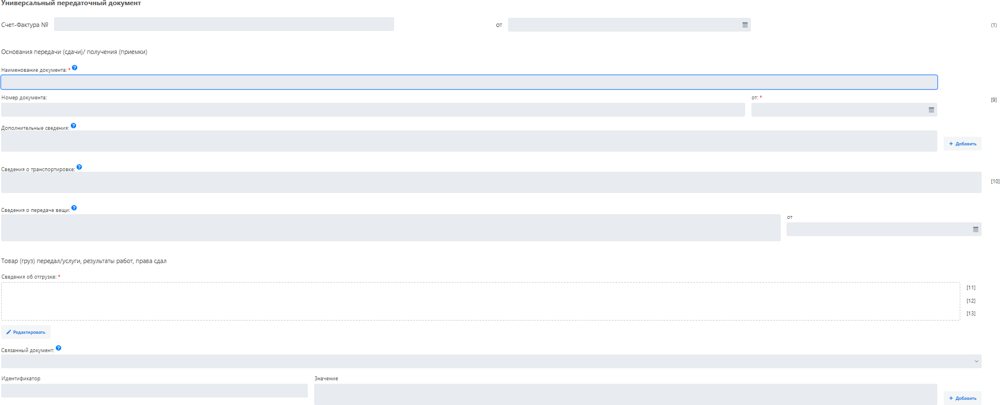 Универсальный передаточный документ
Счет-Фактура № от (1)
Основания передачи (сдачи)/ получения (приемки)
Наименование документа: * ?
Номер документа: от: * [9]
Дополнительные сведения: ?
+ Добавить
Сведения о транспортировке: ?
[10]
Сведения о передаче вещи: ?
от
Товар (груз) передал/услуги, результаты работ, права сдал
Сведения об отгрузке: *
[11]
[12]
[13]
Редактировать
Связанный документ: ?
Идентификатор Значение
+ Добавить